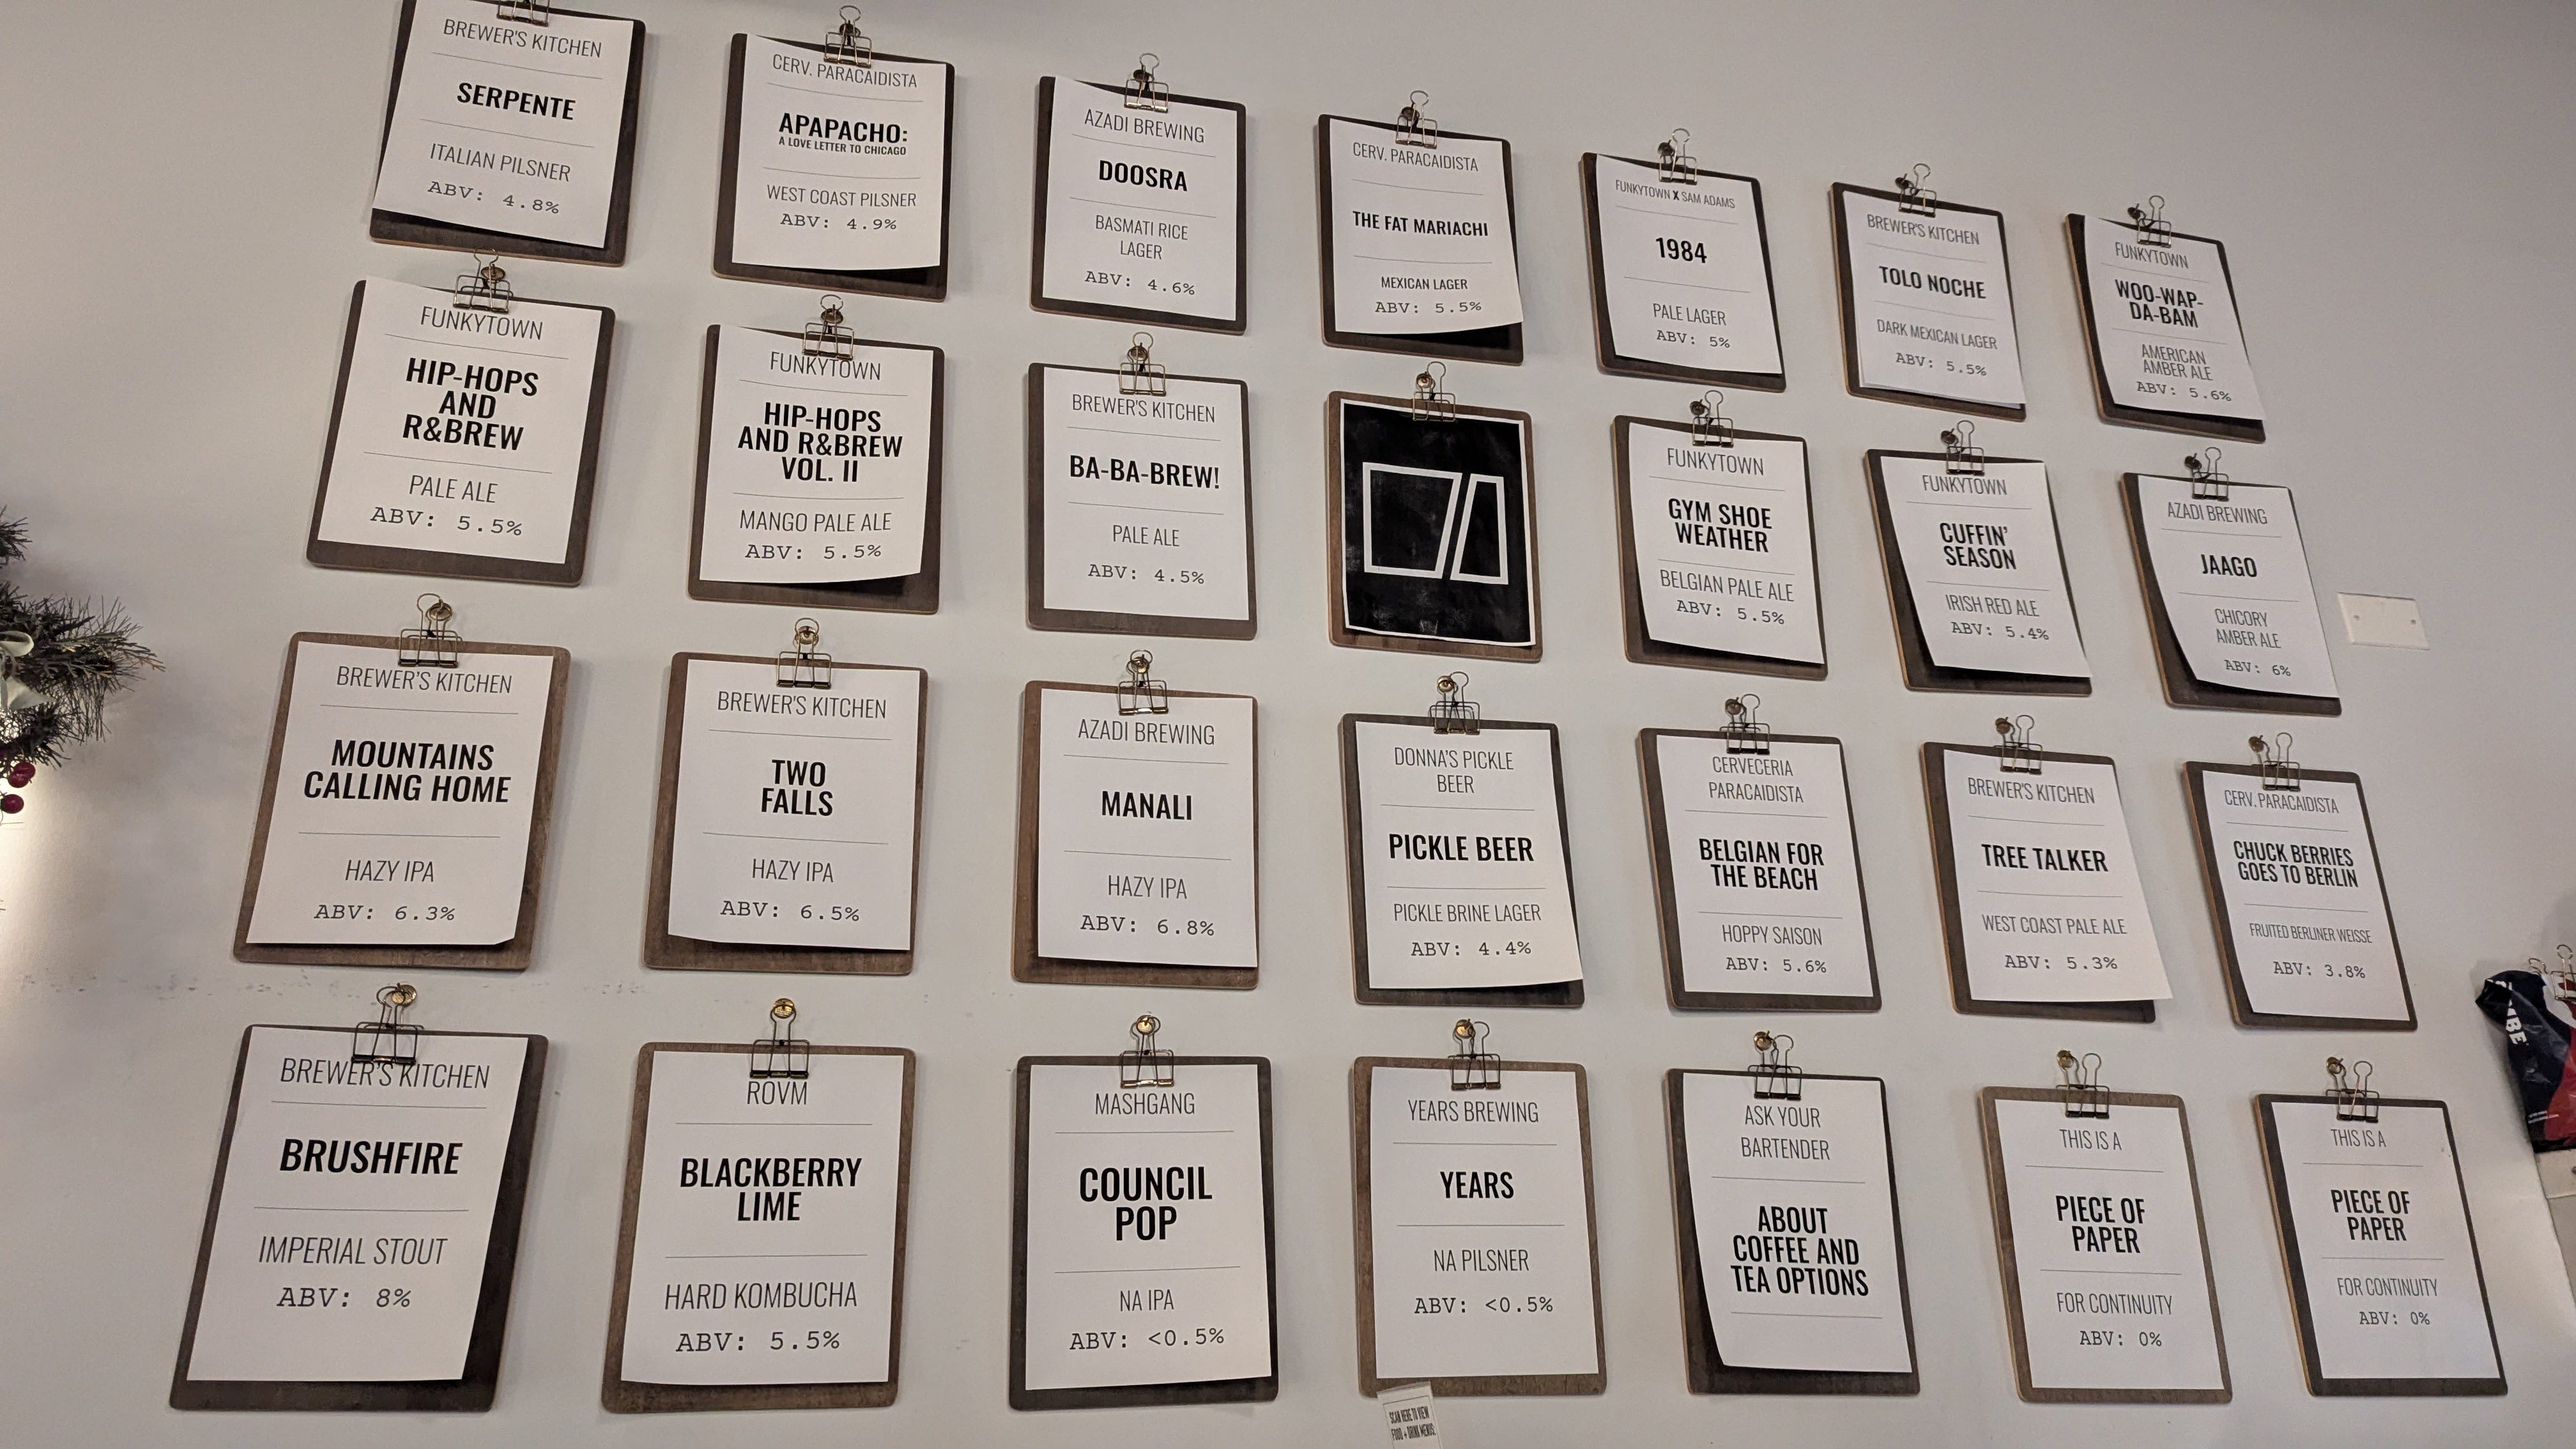 BREWER'S KITCHEN
SERPENTE
ITALIAN PILSNER
ABV: 4.8%
CERV. PARACAIDISTA
APAPACHO:
A LOVE LETTER TO CHICAGO
WEST COAST PILSNER
ABV: 4.9%
AZADI BREWING
DOOSRA
BASMATI RICE
LAGER
ABV: 4.6%
CERV. PARACAIDISTA
THE FAT MARIACHI
MEXICAN LAGER
ABV: 5.5%
FUNKYTOWN X SAM ADAMS
1984
PALE LAGER
ABV: 5%
BREWER'S KITCHEN
TOLO NOCHE
DARK MEXICAN LAGER
ABV: 5.5%
FUNKYTOWN
WOO-WAP-
DA-BAM
AMERICAN
AMBER ALE
ABV: 5.6%
FUNKYTOWN
HIP-HOPS
AND
R&BREW
PALE ALE
ABV: 5.5%
FUNKYTOWN
HIP-HOPS
AND R&BREW
VOL. II
MANGO PALE ALE
ABV: 5.5%
BREWER'S KITCHEN
BA-BA-BREW!
PALE ALE
ABV: 4.5%
FUNKYTOWN
GYM SHOE
WEATHER
BELGIAN PALE ALE
ABV: 5.5%
FUNKYTOWN
CUFFIN'
SEASON
IRISH RED ALE
ABV: 5.4%
AZADI BREWING
JAAGO
CHICORY
AMBER ALE
ABV: 6%
BREWER'S KITCHEN
MOUNTAINS
CALLING HOME
HAZY IPA
ABV: 6.3%
BREWER'S KITCHEN
TWO
FALLS
HAZY IPA
ABV: 6.5%
AZADI BREWING
MANALI
HAZY IPA
ABV: 6.8%
DONNA'S PICKLE
BEER
PICKLE BEER
PICKLE BRINE LAGER
ABV: 4.4%
CERVECERIA
PARACAIDISTA
BELGIAN FOR
THE BEACH
HOPPY SAISON
ABV: 5.6%
BREWER'S KITCHEN
TREE TALKER
WEST COAST PALE ALE
ABV: 5.3%
CERV. PARACAIDISTA
CHUCK BERRIES
GOES TO BERLIN
FRUITED BERLINER WEISSE
ABV: 3.8%
BREWER'S KITCHEN
BRUSHFIRE
IMPERIAL STOUT
ABV: 8%
ROVM
BLACKBERRY
LIME
HARD KOMBUCHA
ABV: 5.5%
MASHGANG
COUNCIL
POP
NA IPA
ABV: <0.5%
YEARS BREWING
YEARS
NA PILSNER
ABV: <0.5%
ASK YOUR
BARTENDER
ABOUT
COFFEE AND
TEA OPTIONS
THIS IS A
PIECE OF
PAPER
FOR CONTINUITY
ABV: 0%
THIS IS A
PIECE OF
PAPER
FOR CONTINUITY
ABV: 0%
SCAN HERE TO VIEW
FOOD + DRINK MENUS